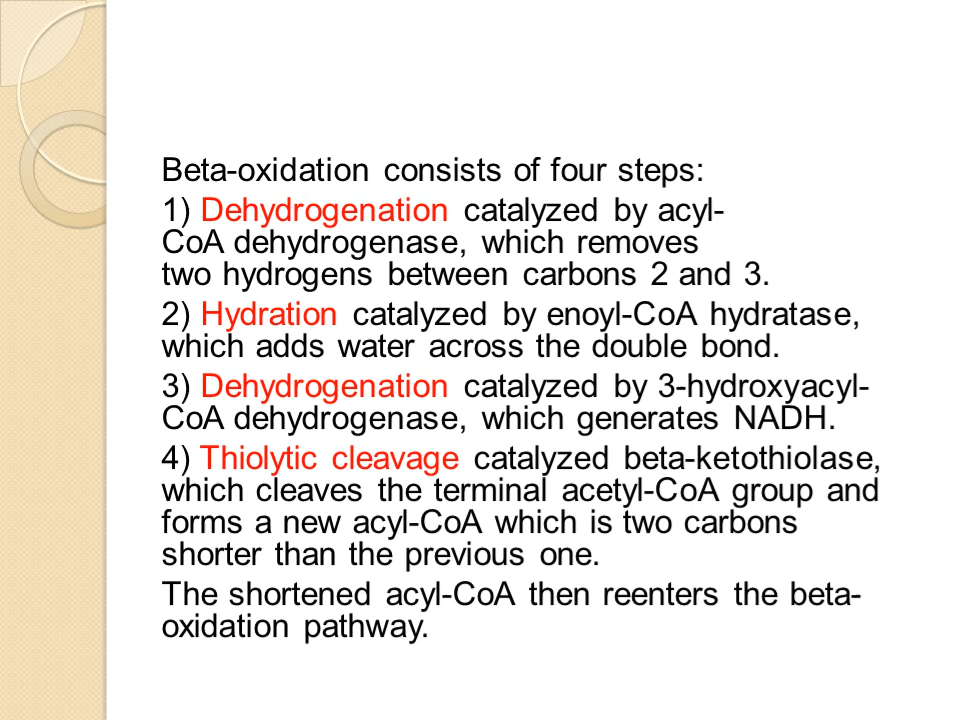 Beta-oxidation consists of four steps:
1) Dehydrogenation catalyzed by acyl-
CoA dehydrogenase, which removes
two hydrogens between carbons 2 and 3.
2) Hydration catalyzed by enoyl-CoA hydratase,
which adds water across the double bond.
3) Dehydrogenation catalyzed by 3-hydroxyacyl-
CoA dehydrogenase, which generates NADH.
4) Thiolytic cleavage catalyzed beta-ketothiolase,
which cleaves the terminal acetyl-CoA group and
forms a new acyl-CoA which is two carbons
shorter than the previous one.
The shortened acyl-CoA then reenters the beta-
oxidation pathway.